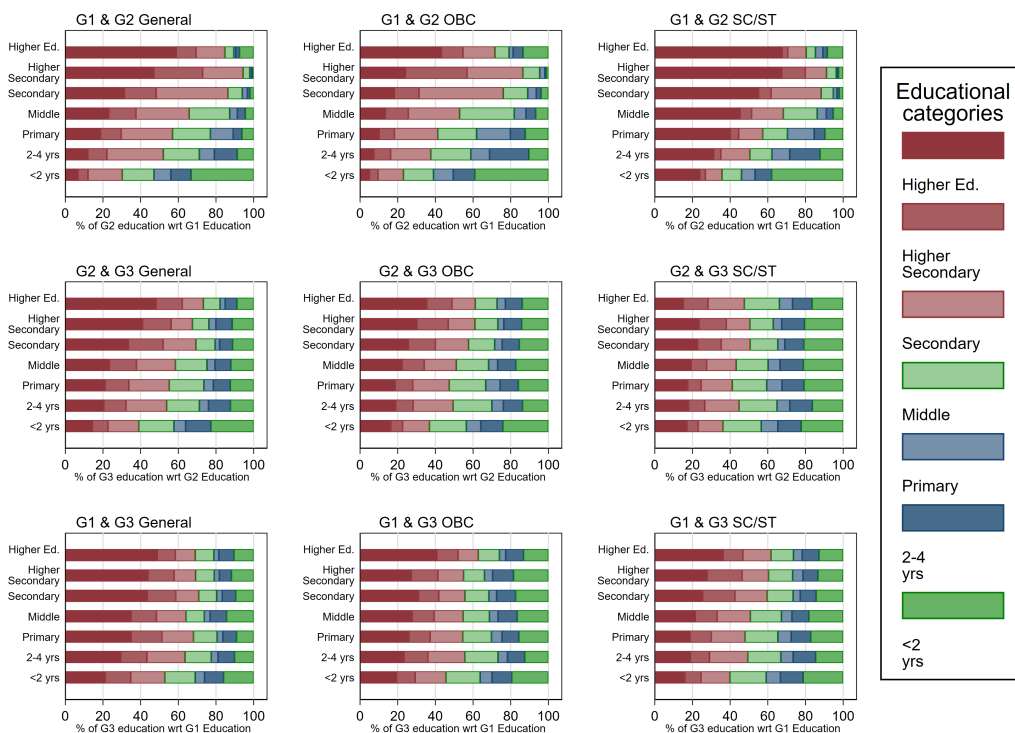 G1 & G2 General
Higher Ed.
Higher
Secondary
Secondary
Middle
Primary
2-4 yrs
<2 yrs
0 20 40 60 80 100
% of G2 education wrt G1 Education
G1 & G2 OBC
0 20 40 60 80 100
% of G2 education wrt G1 Education
G1 & G2 SC/ST
Higher Ed.
Higher
Secondary
Secondary
Middle
Primary
2-4 yrs
<2 yrs
0 20 40 60 80 100
% of G2 education wrt G1 Education
G2 & G3 General
Higher Ed.
Higher
Secondary
Secondary
Middle
Primary
2-4 yrs
<2 yrs
0 20 40 60 80 100
% of G3 education wrt G2 Education
G2 & G3 OBC
Higher Ed.
Higher
Secondary
Secondary
Middle
Primary
2-4 yrs
<2 yrs
0 20 40 60 80 100
% of G3 education wrt G2 Education
G2 & G3 SC/ST
Higher Ed.
Higher
Secondary
Secondary
Middle
Primary
2-4 yrs
<2 yrs
0 20 40 60 80 100
% of G3 education wrt G2 Education
G1 & G3 General
Higher Ed.
Higher
Secondary
Secondary
Middle
Primary
2-4 yrs
<2 yrs
0 20 40 60 80 100
% of G3 education wrt G1 Education
G1 & G3 OBC
Higher Ed.
Higher
Secondary
Secondary
Middle
Primary
2-4 yrs
<2 yrs
0 20 40 60 80 100
% of G3 education wrt G1 Education
G1 & G3 SC/ST
Higher Ed.
Higher
Secondary
Secondary
Middle
Primary
2-4 yrs
<2 yrs
0 20 40 60 80 100
% of G3 education wrt G1 Education
Educational
categories
Higher Ed.
Higher
Secondary
Secondary
Middle
Primary
2-4
yrs
<2
yrs